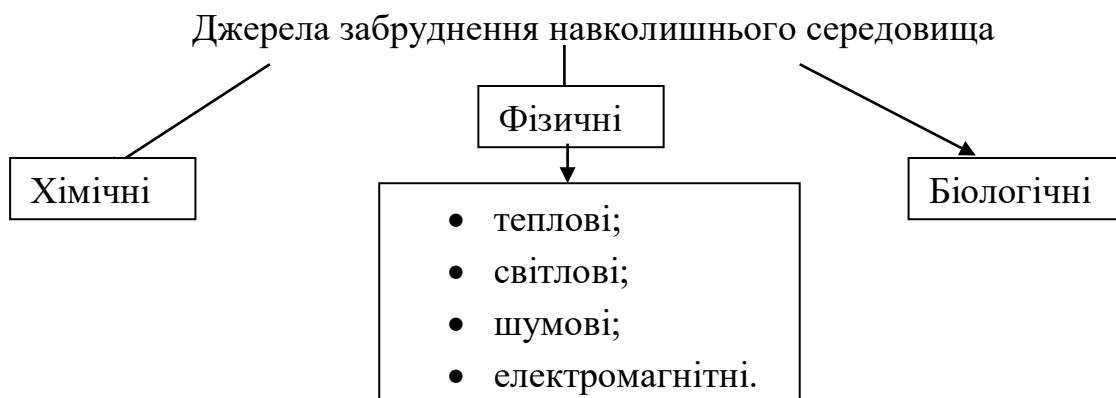 Джерела забруднення навколишнього середовища
Фізичні
Хімічні
Біологічні
• теплові;
• світлові;
• шумові;
• електромагнітні.